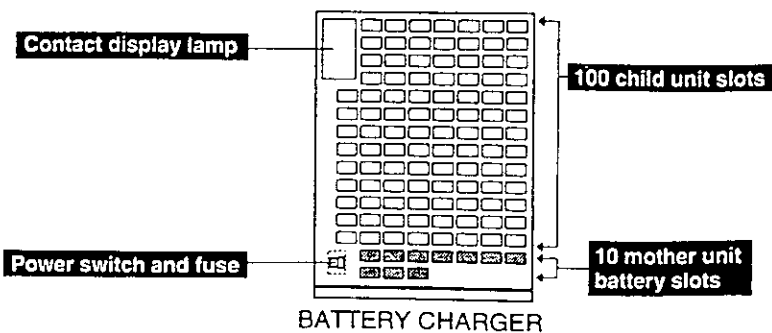 Contact display lamp
100 child unit slots
Power switch and fuse
10 mother unit
battery slots
BATTERY CHARGER